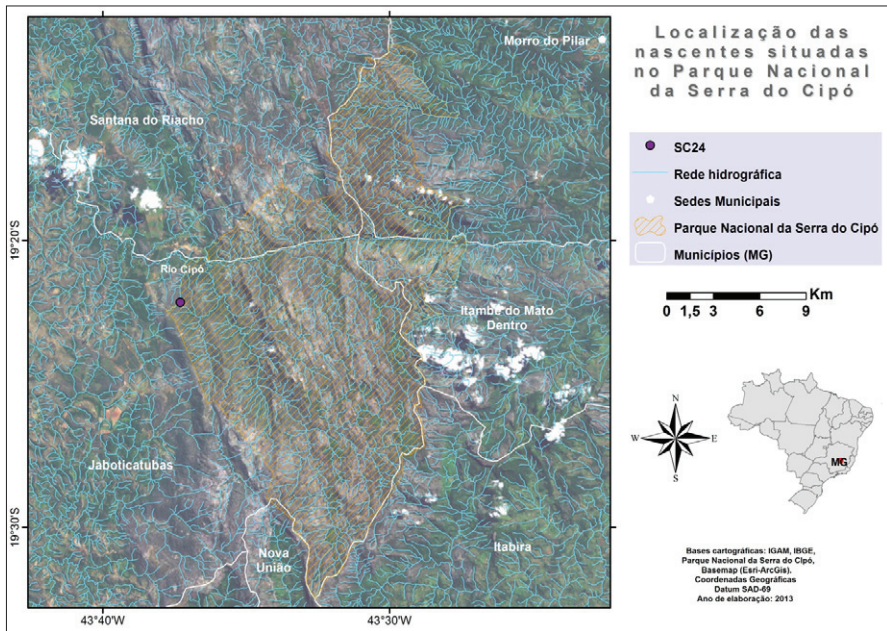 Morro do Pilar
Santana do Riacho
19°20'S
Rio Cipó
Itambé do Mato
Dentro
Jaboticatubas
19°30'S
Nova
União
Itabira
43°40'W
43°30'W
Localização das
nascentes situadas
no Parque Nacional
da Serra do Cipó
SC24
Rede hidrográfica
Sedes Municipais
Parque Nacional da Serra do Cipó
Municípios (MG)
Km
0 1,5 3 6 9
N
W E
S
MG
Bases cartográficas: IGAM, IBGE,
Parque Nacional da Serra do Cipó,
Basemap (Esri-ArcGis).
Coordenadas Geográficas
Datum SAD-69
Ano de elaboração: 2013